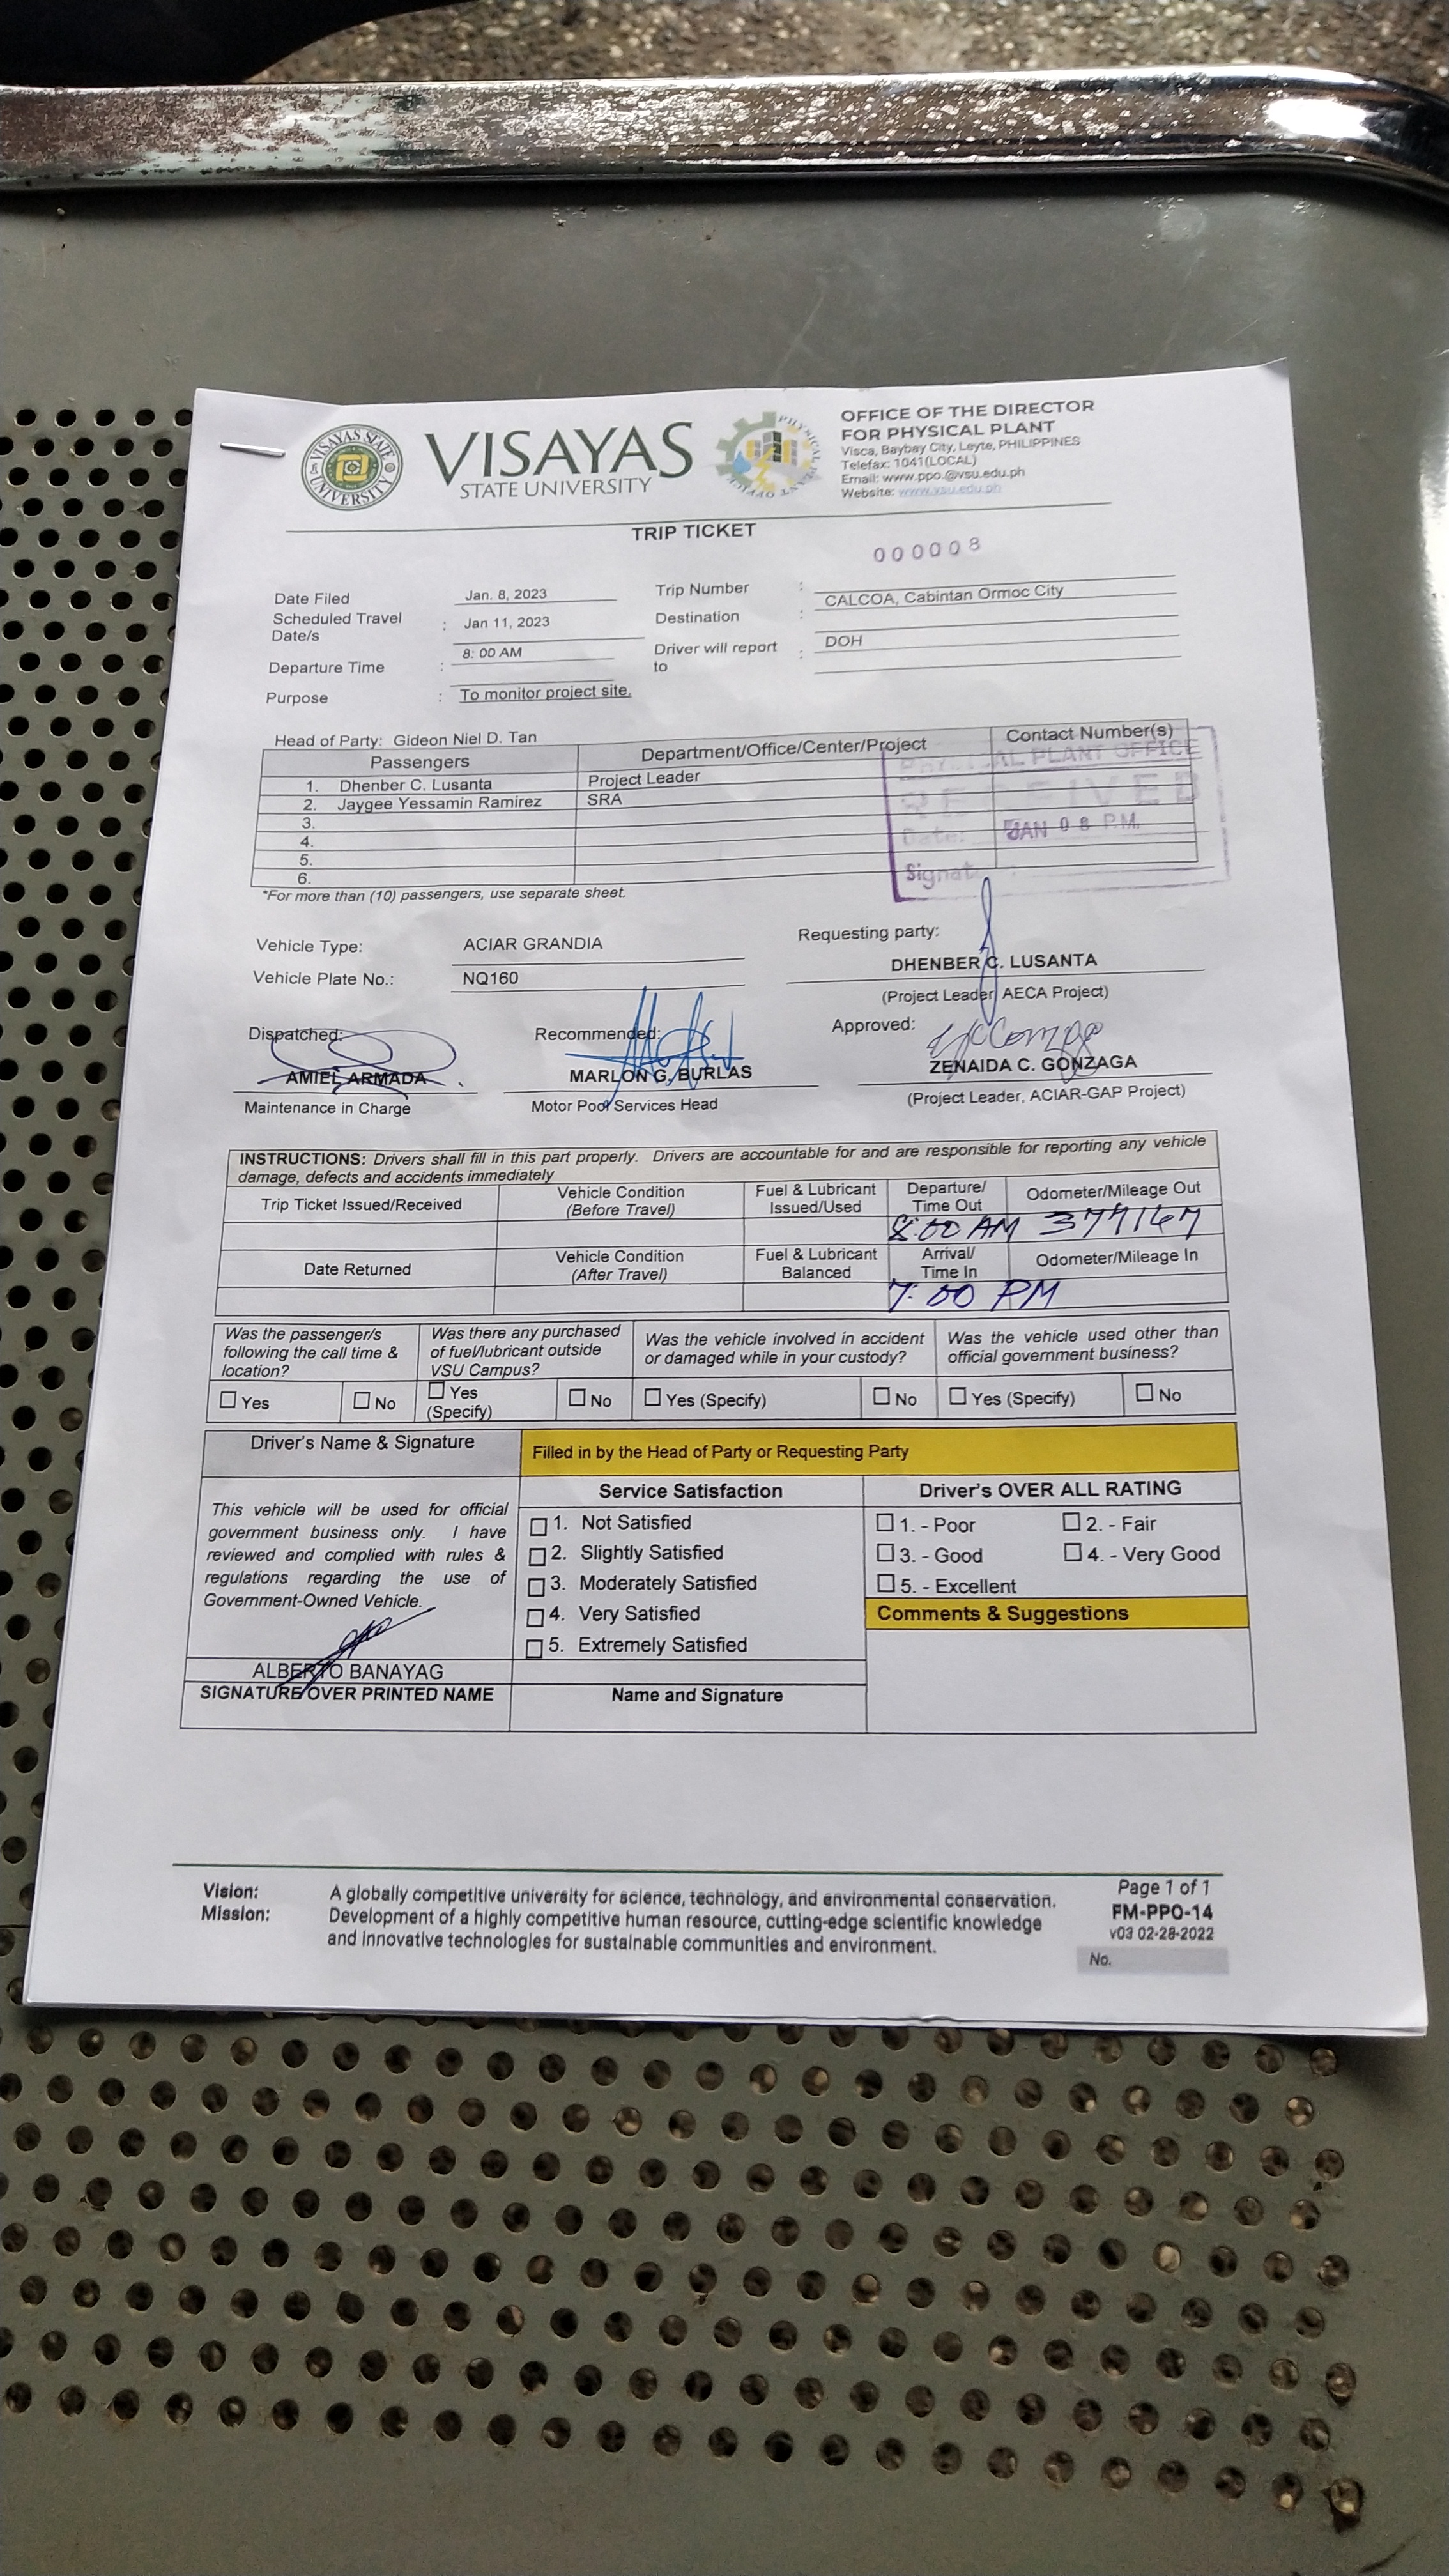 VISAYAS STATE UNIVERSITY
VISAYAS
STATE UNIVERSITY
OFFICE OF THE DIRECTOR
FOR PHYSICAL PLANT
Visca, Baybay City, Leyte, PHILIPPINES
Telefax: 1041(LOCAL)
Email: www.ppo.@vsu.edu.ph
Website: www.vsu.edu.ph
TRIP TICKET
000008
Date Filed Jan. 8, 2023 Trip Number :
Scheduled Travel Date/s : Jan 11, 2023 Destination : CALCOA, Cabintan Ormoc City
Departure Time : 8: 00 AM Driver will report to : DOH
Purpose : To monitor project site.
Head of Party: Gideon Niel D. Tan
Passengers Department/Office/Center/Project Contact Number(s)
1. Dhenber C. Lusanta Project Leader
2. Jaygee Yessamin Ramirez SRA
3.
4.
5.
6.
PLANT OFFICE
RECEIVED
Date: JAN 08 P.M.
Signat
*For more than (10) passengers, use separate sheet.
Vehicle Type: ACIAR GRANDIA
Vehicle Plate No.: NQ160
Requesting party:
DHENBER C. LUSANTA
(Project Leader, AECA Project)
Dispatched: Recommended: Approved:
AMIEL ARMADA MARLON G. BURLAS ZENAIDA C. GONZAGA
Maintenance in Charge Motor Pool Services Head (Project Leader, ACIAR-GAP Project)
INSTRUCTIONS: Drivers shall fill in this part properly. Drivers are accountable for and are responsible for reporting any vehicle
damage, defects and accidents immediately
Trip Ticket Issued/Received Vehicle Condition (Before Travel) Fuel & Lubricant Issued/Used Departure/ Time Out Odometer/Mileage Out
8:00 AM 377167
Date Returned Vehicle Condition (After Travel) Fuel & Lubricant Balanced Arrival/ Time In Odometer/Mileage In
7:00 PM
Was the passenger/s following the call time & location? Was there any purchased of fuel/lubricant outside VSU Campus? Was the vehicle involved in accident or damaged while in your custody? Was the vehicle used other than official government business?
Yes No Yes (Specify) No Yes (Specify) No Yes (Specify) No
Driver's Name & Signature
This vehicle will be used for official
government business only. I have
reviewed and complied with rules &
regulations regarding the use of
Government-Owned Vehicle.
ALBERTO BANAYAG
SIGNATURE OVER PRINTED NAME
Filled in by the Head of Party or Requesting Party
Service Satisfaction
1. Not Satisfied
2. Slightly Satisfied
3. Moderately Satisfied
4. Very Satisfied
5. Extremely Satisfied
Name and Signature
Driver's OVER ALL RATING
1. - Poor 2. - Fair
3. - Good 4. - Very Good
5. - Excellent
Comments & Suggestions
Vision: A globally competitive university for science, technology, and environmental conservation.
Mission: Development of a highly competitive human resource, cutting-edge scientific knowledge
and innovative technologies for sustainable communities and environment.
Page 1 of 1
FM-PPO-14
v03 02-28-2022
No.